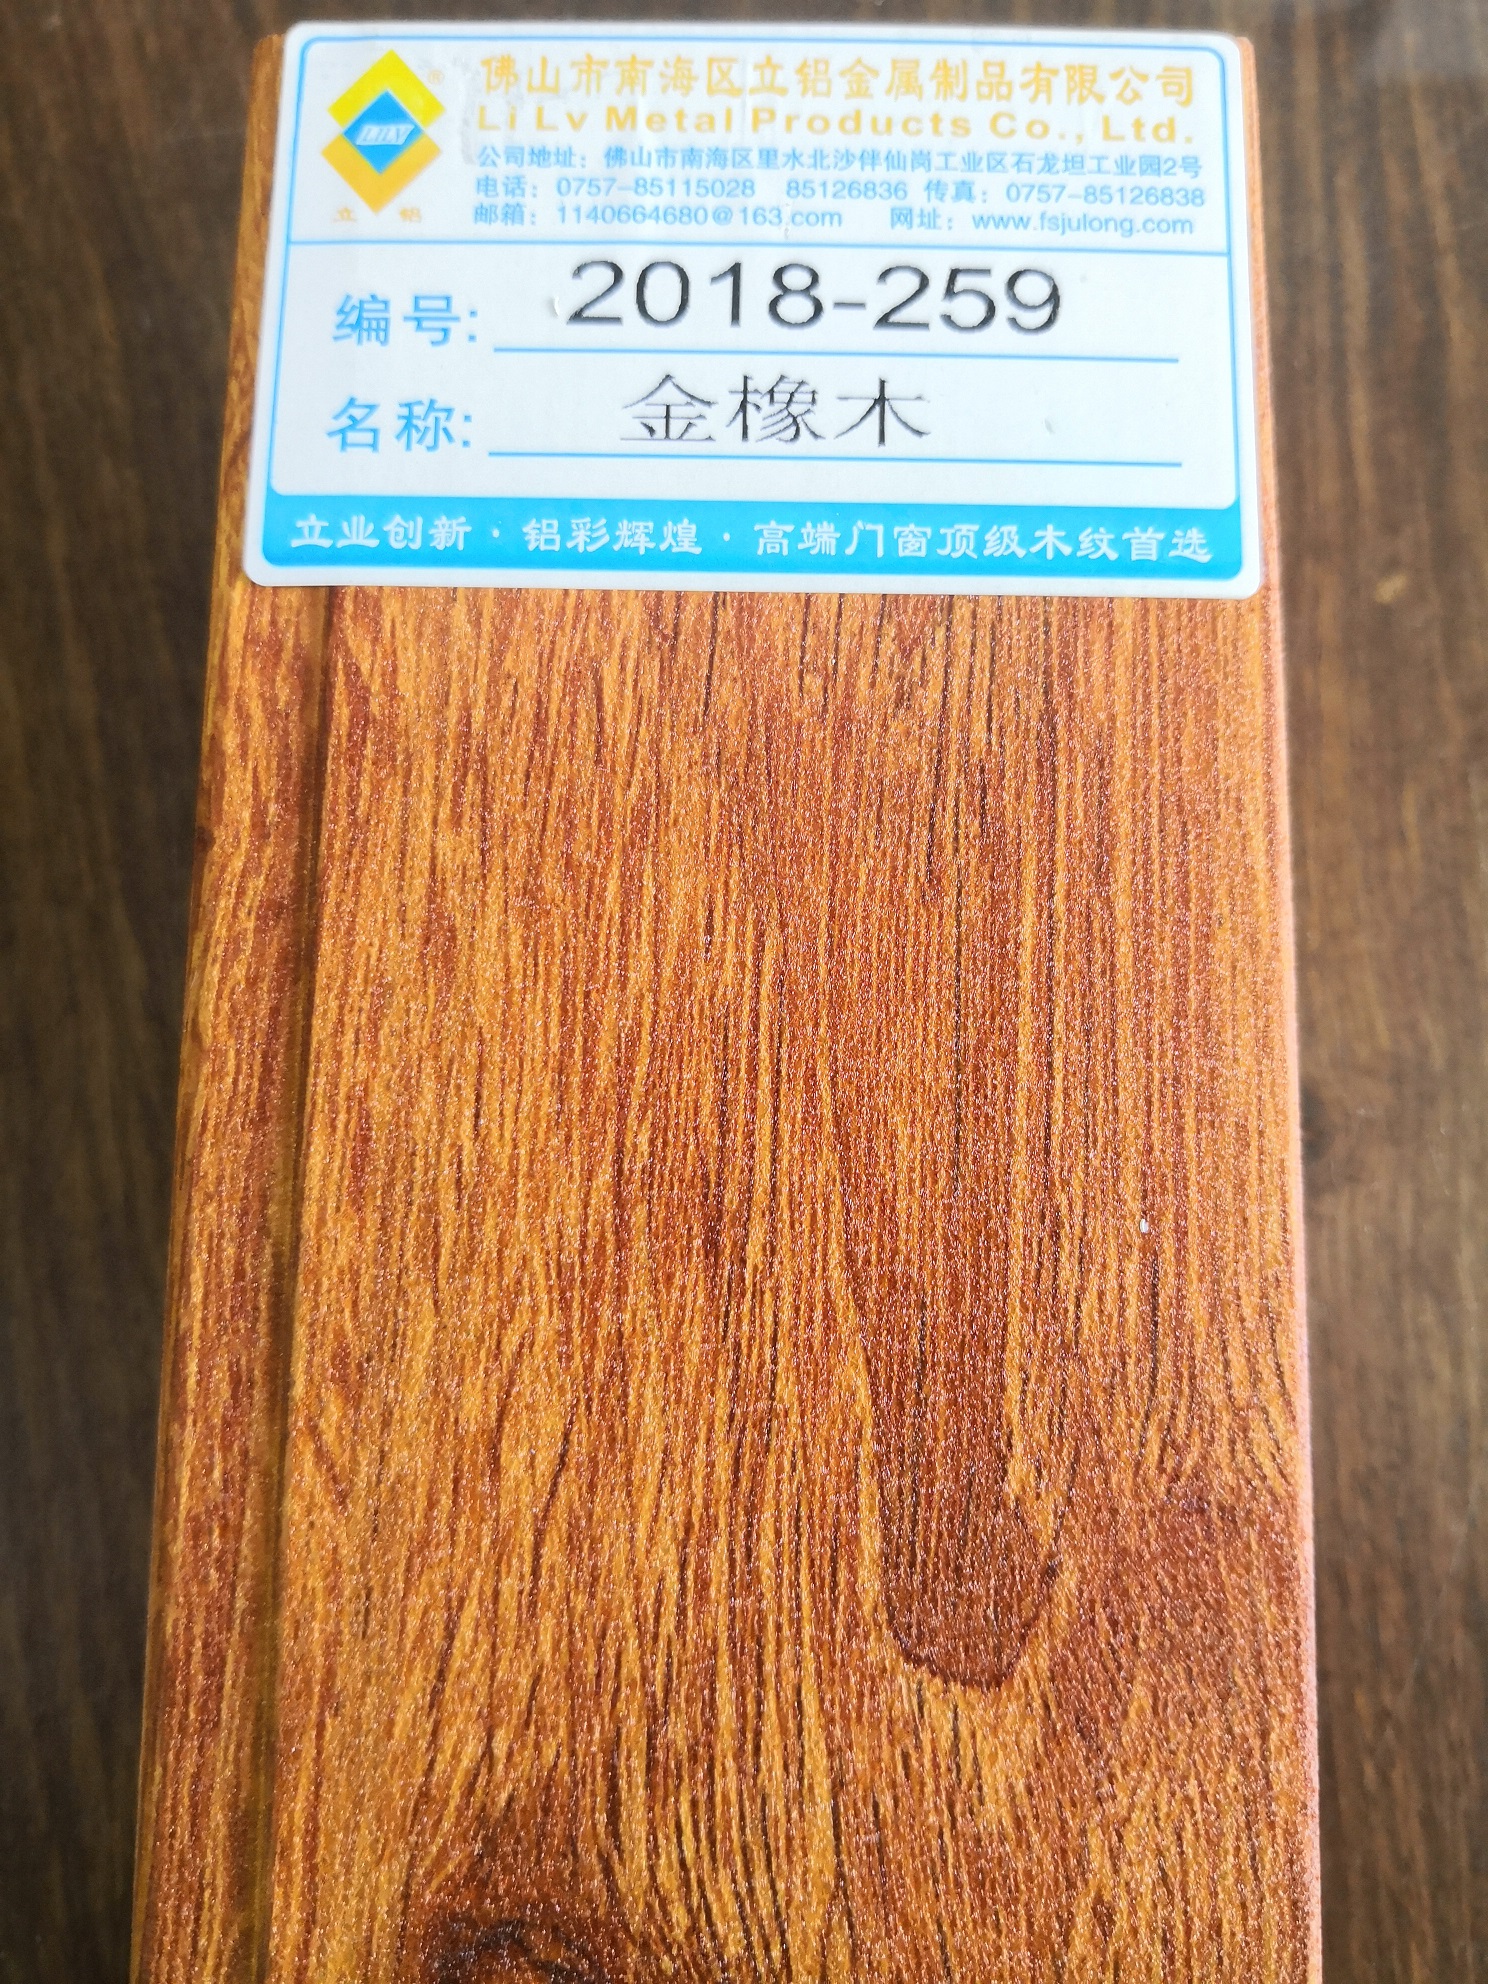 佛山市南海区立铝金属制品有限公司
Li Lv Metal Products Co., Ltd.
公司地址：佛山市南海区里水北沙伴仙岗工业区石龙坦工业园2号
电话：0757-85115028 85126836 传真：0757-85126838
邮箱：1140664680@163.com 网址：www.fsjulong.com
LILV
®
立 铝
编号: 2018-259
名称: 金橡木
立业创新·铝彩辉煌·高端门窗顶级木纹首选